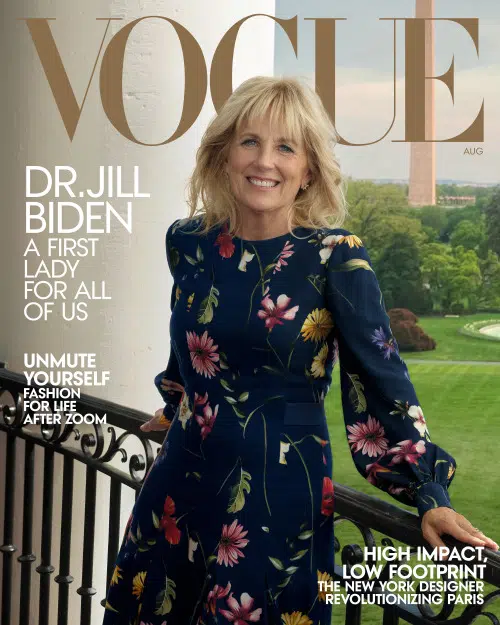 VOGUE
AUG
DR.JILL
BIDEN
A FIRST
LADY
FOR ALL
OF US
UNMUTE
YOURSELF
FASHION
FOR LIFE
AFTER ZOOM
HIGH IMPACT,
LOW FOOTPRINT
THE NEW YORK DESIGNER
REVOLUTIONIZING PARIS